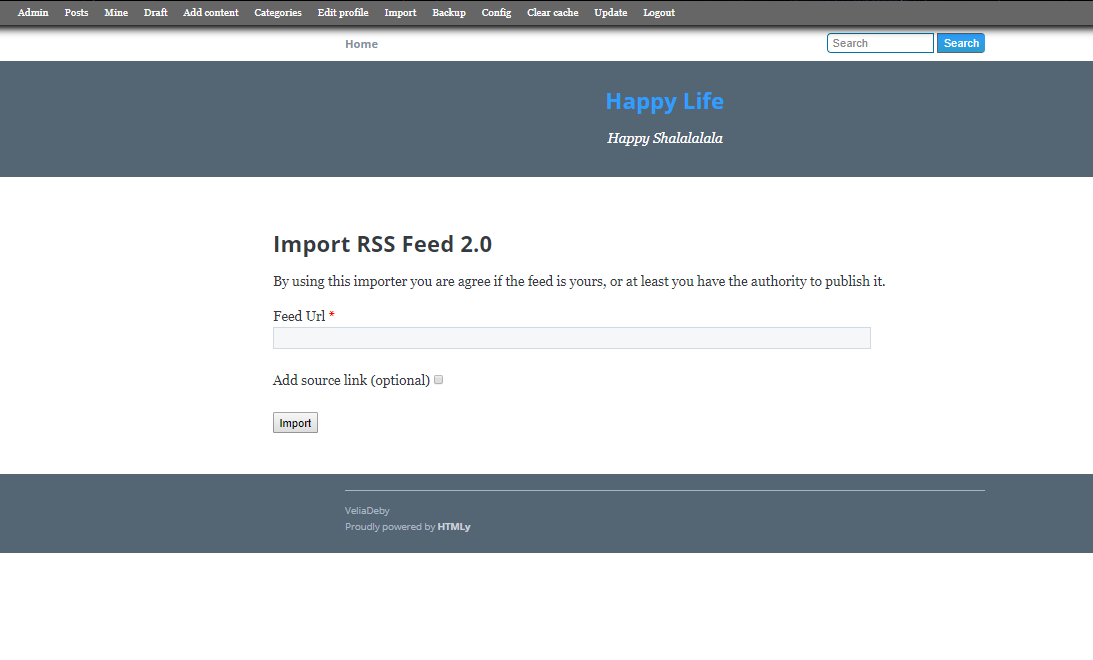 Admin Posts Mine Draft Add content Categories Edit profile Import Backup Config Clear cache Update Logout
Home Search Search
Happy Life
Happy Shalalalala
Import RSS Feed 2.0
By using this importer you are agree if the feed is yours, or at least you have the authority to publish it.
Feed Url *
Add source link (optional)
Import
VeliaDeby
Proudly powered by HTMLy